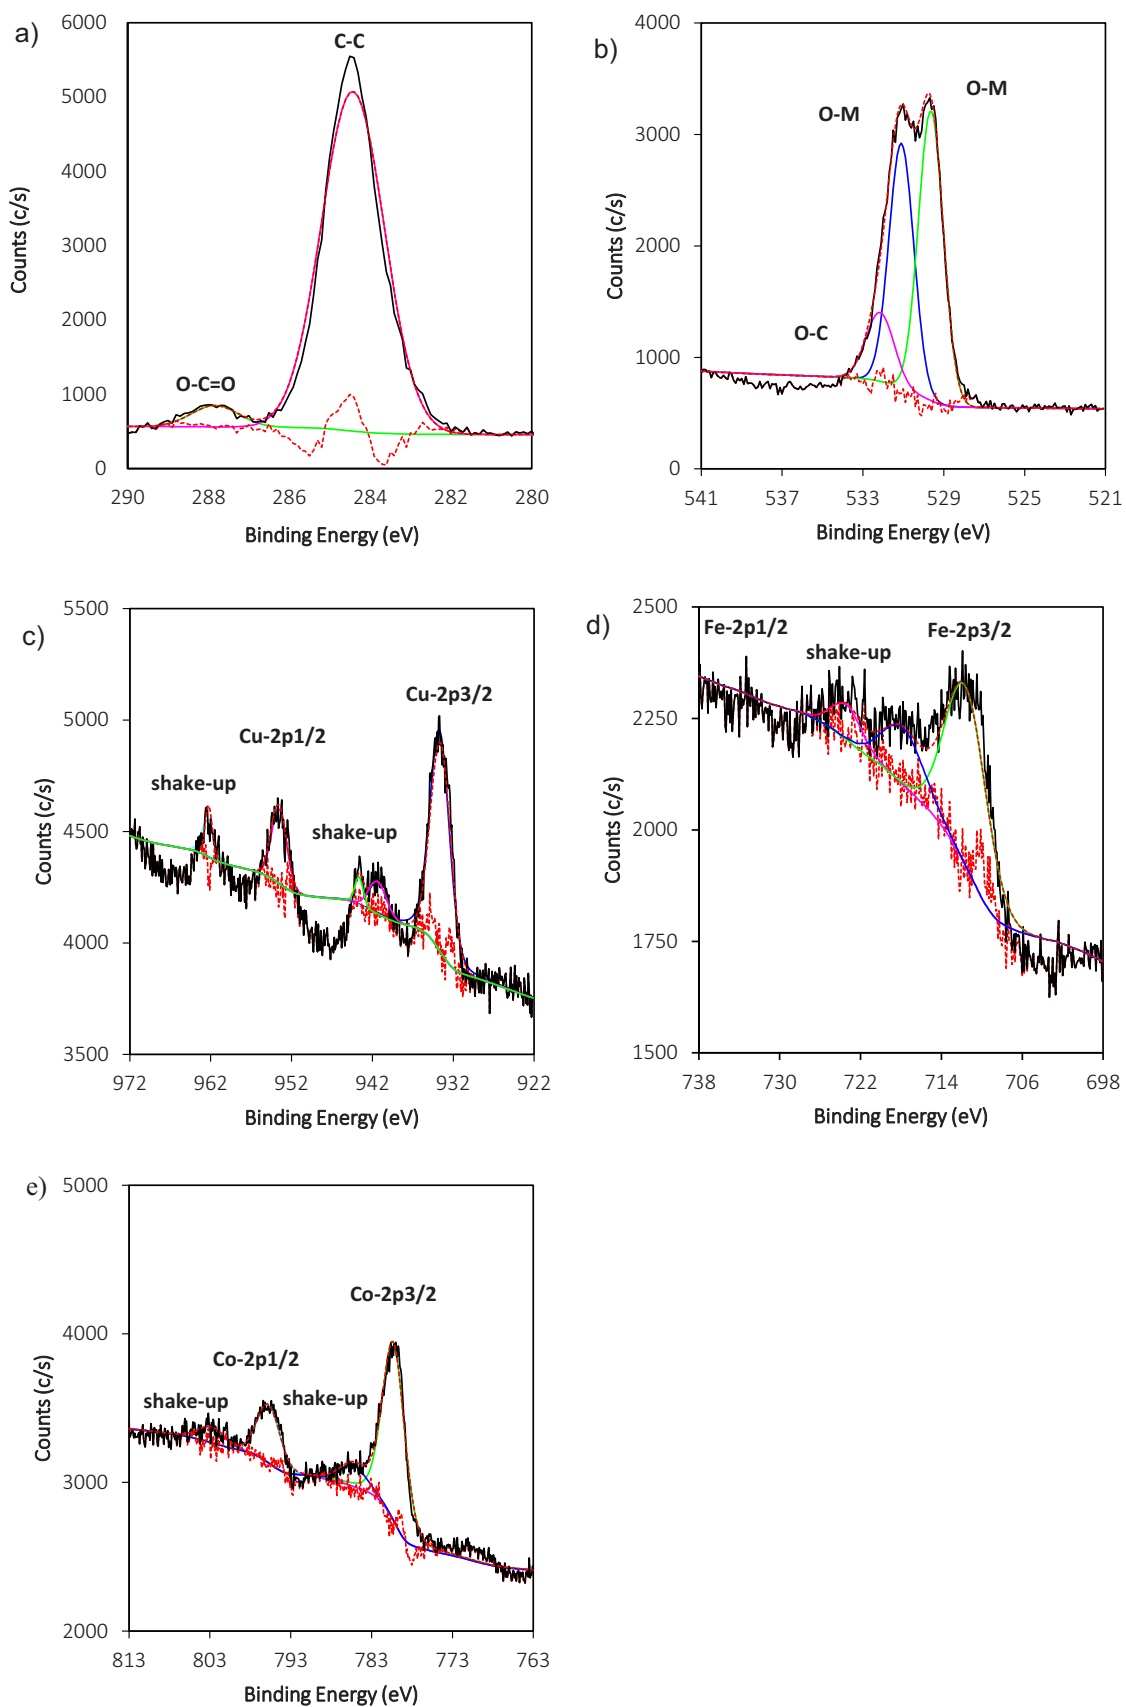 a)
6000
5000
4000
3000
2000
1000
0
C-C
O-C=O
290 288 286 284 282 280
Binding Energy (eV)
Counts (c/s)
b)
4000
3000
2000
1000
0
O-M
O-M
O-C
541 537 533 529 525 521
Binding Energy (eV)
Counts (c/s)
c)
5500
5000
4500
4000
3500
Cu-2p3/2
Cu-2p1/2
shake-up
shake-up
972 962 952 942 932 922
Binding Energy (eV)
Counts (c/s)
d)
2500
2250
2000
1750
1500
Fe-2p1/2
Fe-2p3/2
shake-up
738 730 722 714 706 698
Binding Energy (eV)
Counts (c/s)
e)
5000
4000
3000
2000
Co-2p3/2
Co-2p1/2
shake-up
shake-up
813 803 793 783 773 763
Binding Energy (eV)
Counts (c/s)